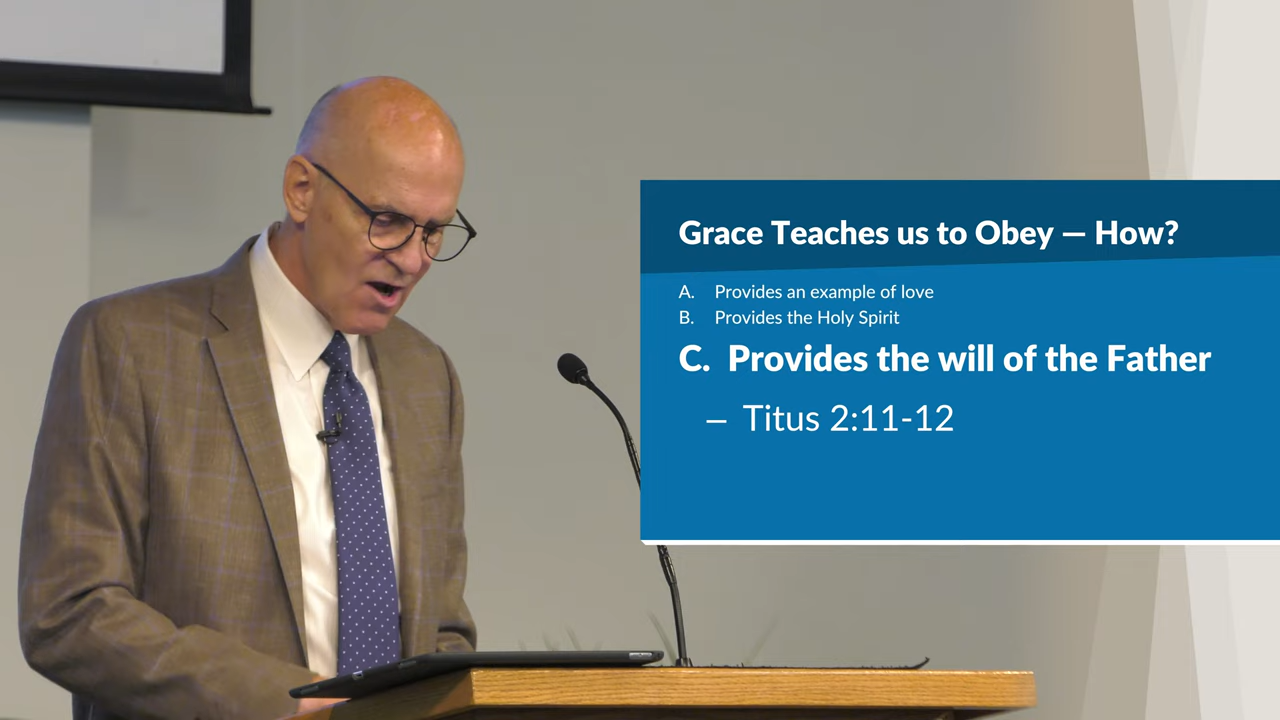 Grace Teaches us to Obey — How?
A. Provides an example of love
B. Provides the Holy Spirit
C. Provides the will of the Father
– Titus 2:11-12